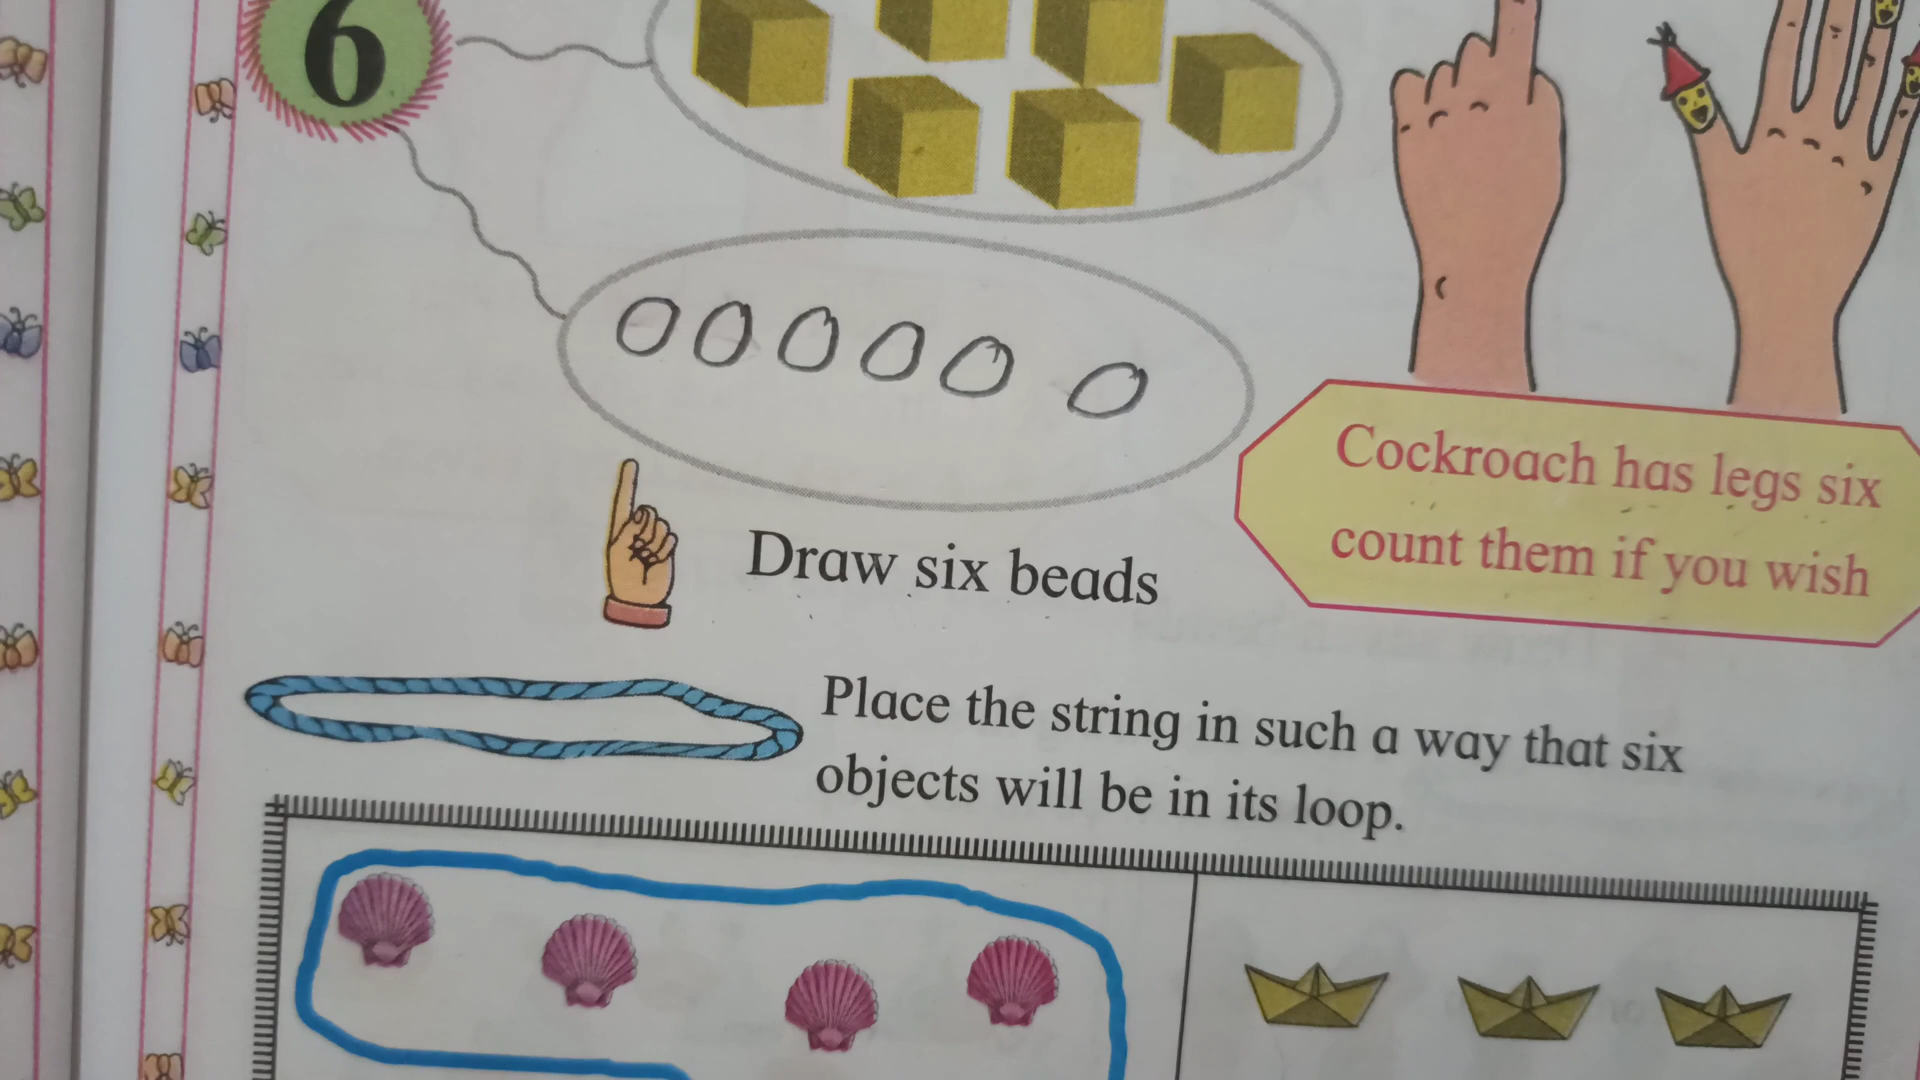 6
Cockroach has legs six
count them if you wish
Draw six beads
Place the string in such a way that six
objects will be in its loop.